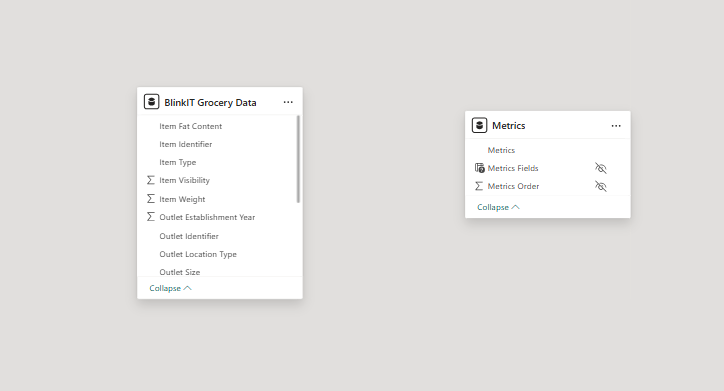 BlinkIT Grocery Data
Item Fat Content
Item Identifier
Item Type
Item Visibility
Item Weight
Outlet Establishment Year
Outlet Identifier
Outlet Location Type
Outlet Size
Collapse
Metrics
Metrics
Metrics Fields
Metrics Order
Collapse